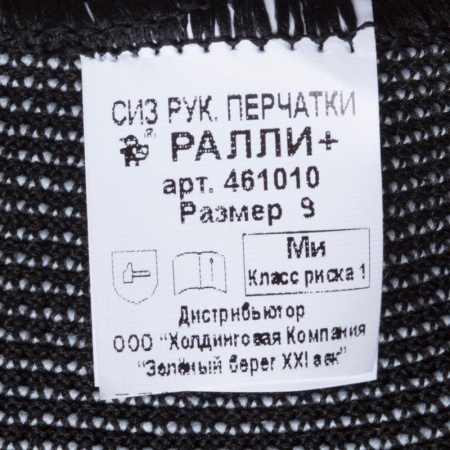 СИЗ РУК. ПЕРЧАТКИ
® РАЛЛИ+
арт. 461010
Размер 9
Ми
Класс риска 1
Дистрибьютор
ООО "Холдинговая Компания
"Зелёный берег XXI век"